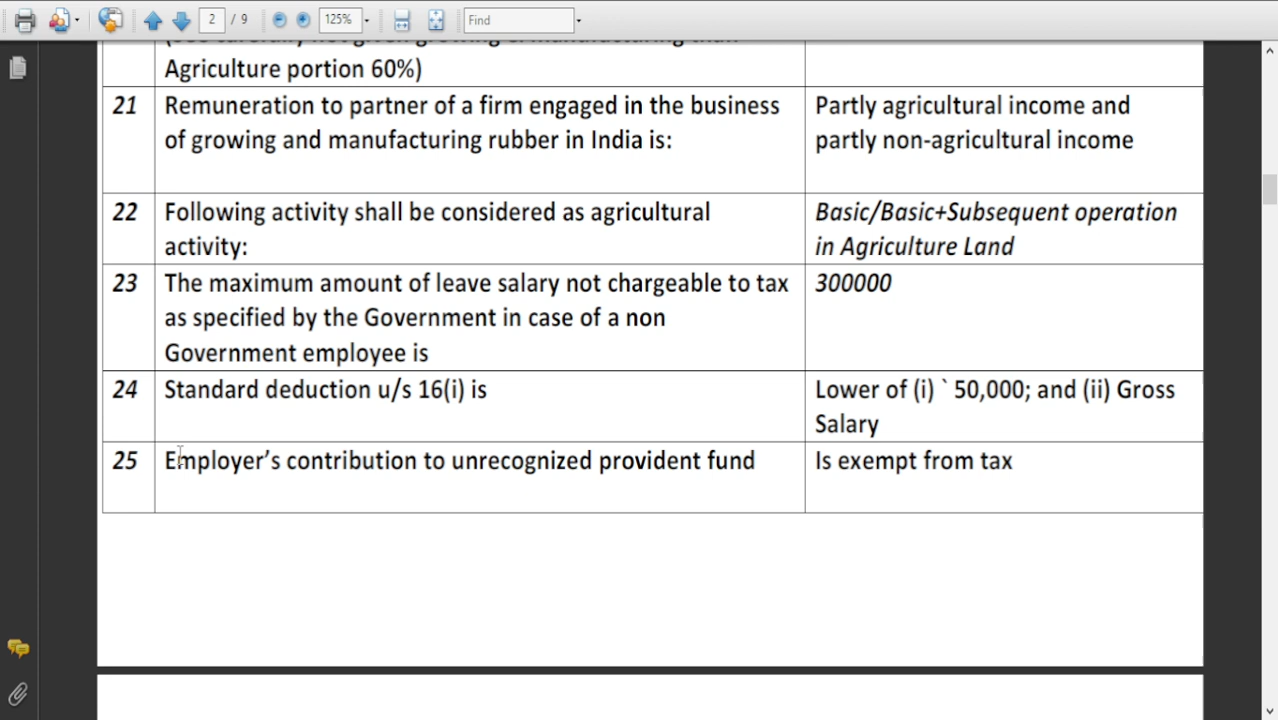 2 / 9
125%
Find
Agriculture portion 60%)
21 Remuneration to partner of a firm engaged in the business Partly agricultural income and
of growing and manufacturing rubber in India is: partly non-agricultural income
22 Following activity shall be considered as agricultural Basic/Basic+Subsequent operation
activity: in Agriculture Land
23 The maximum amount of leave salary not chargeable to tax 300000
as specified by the Government in case of a non
Government employee is
24 Standard deduction u/s 16(i) is Lower of (i) ` 50,000; and (ii) Gross
Salary
25 Employer's contribution to unrecognized provident fund Is exempt from tax